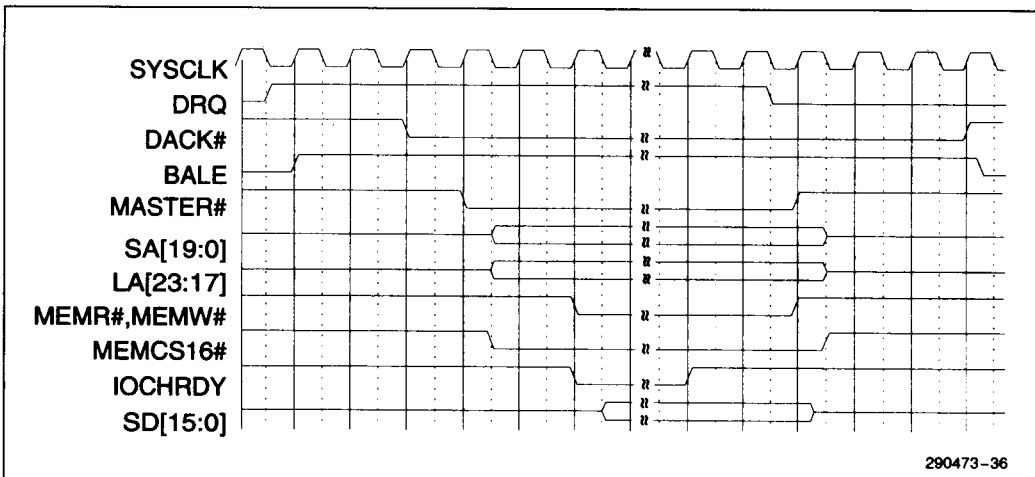 SYSCLK
DRQ
DACK#
BALE
MASTER#
SA[19:0]
LA[23:17]
MEMR#,MEMW#
MEMCS16#
IOCHRDY
SD[15:0]
290473-36